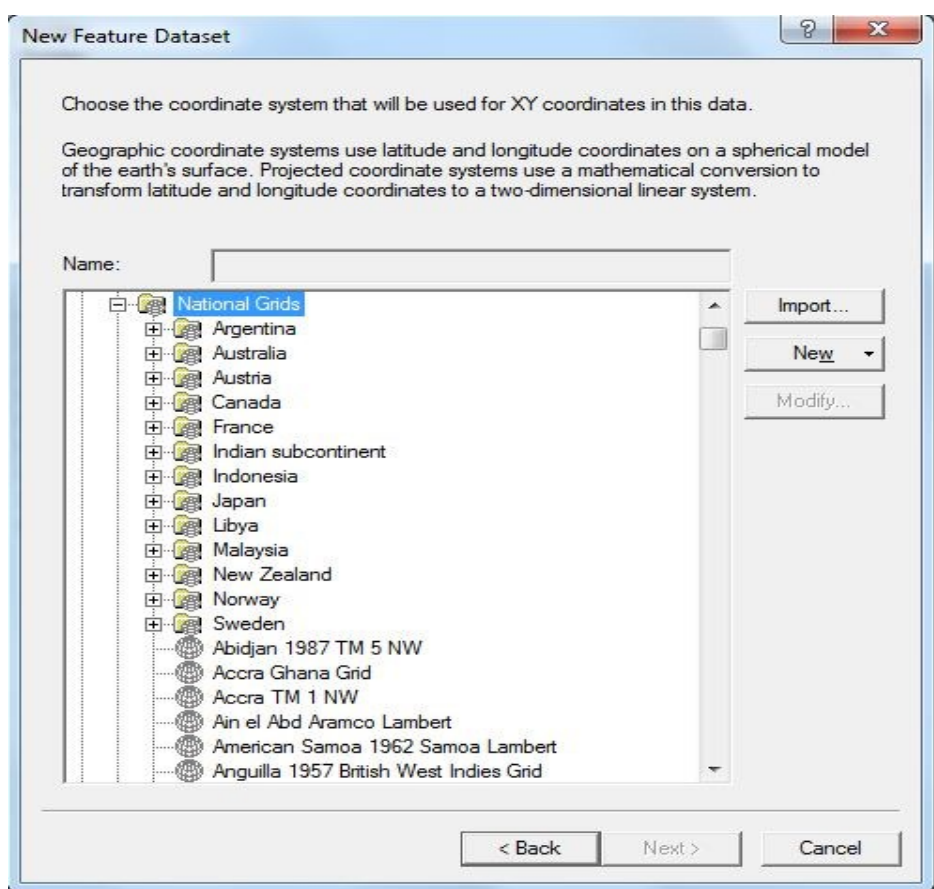 New Feature Dataset
Choose the coordinate system that will be used for XY coordinates in this data.
Geographic coordinate systems use latitude and longitude coordinates on a spherical model
of the earth's surface. Projected coordinate systems use a mathematical conversion to
transform latitude and longitude coordinates to a two-dimensional linear system.
Name:
National Grids
Import...
Argentina
Australia
New
Austria
Canada
Modify...
France
Indian subcontinent
Indonesia
Japan
Libya
Malaysia
New Zealand
Norway
Sweden
Abidjan 1987 TM 5 NW
Accra Ghana Grid
Accra TM 1 NW
Ain el Abd Aramco Lambert
American Samoa 1962 Samoa Lambert
Anguilla 1957 British West Indies Grid
< Back
Next >
Cancel